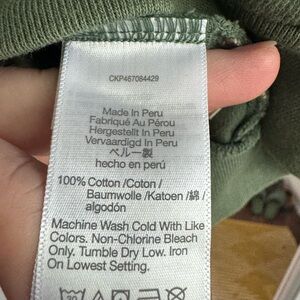 CKP467084429
Made In Peru
Fabriqué Au Pérou
Hergestellt In Peru
Vervaardigd In Peru
ペルー製
hecho en perú
100% Cotton /Coton /
Baumwolle /Katoen /綿 /
algodón
Machine Wash Cold With Like
Colors. Non-Chlorine Bleach
Only. Tumble Dry Low. Iron
On Lowest Setting.